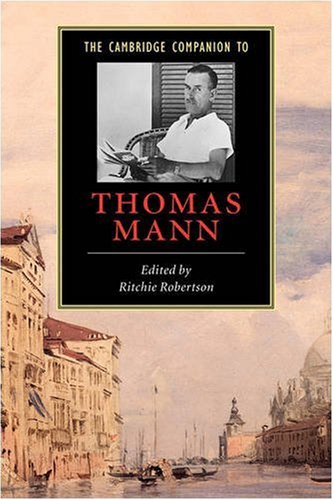 THE CAMBRIDGE COMPANION TO
THOMAS
MANN
Edited by
Ritchie Robertson